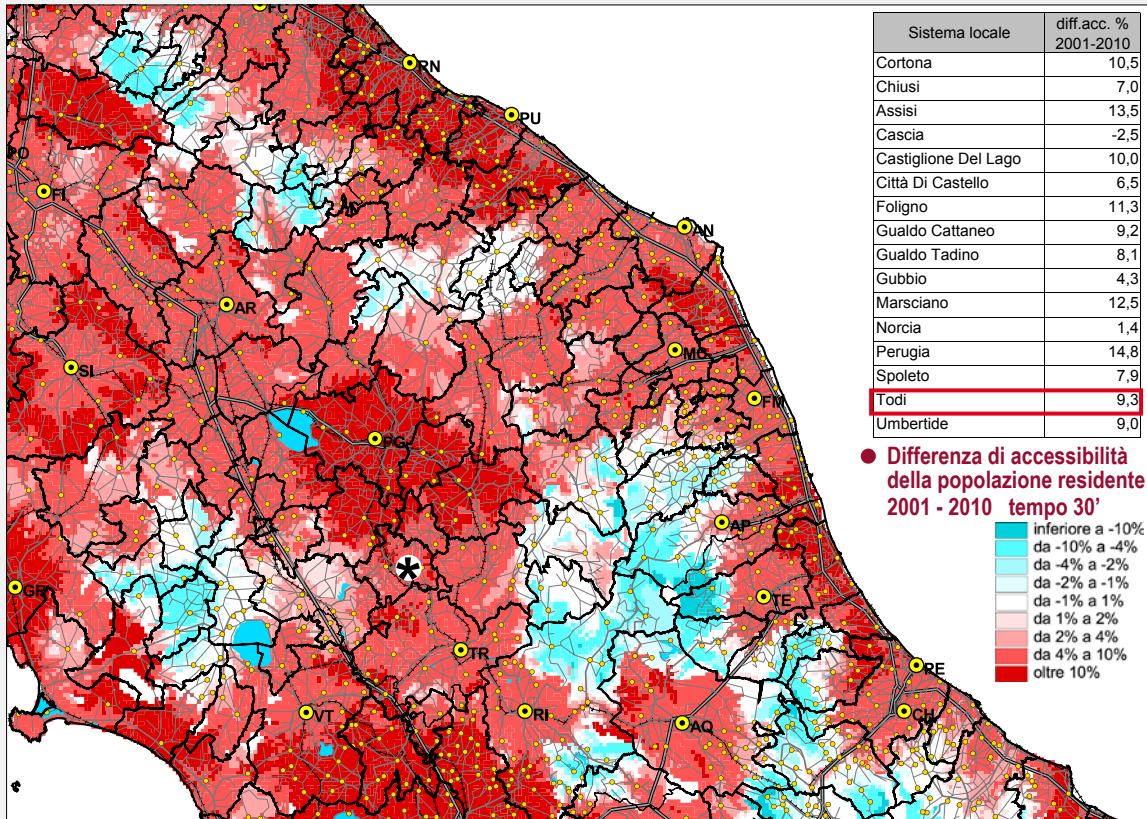 FC
RN
PU
FI
AN
AR
MC
SI
FM
PG
AP
GR
TE
TR
PE
VT
RI
AQ
CH
Sistema locale diff.acc. % 2001-2010
Cortona 10,5
Chiusi 7,0
Assisi 13,5
Cascia -2,5
Castiglione Del Lago 10,0
Città Di Castello 6,5
Foligno 11,3
Gualdo Cattaneo 9,2
Gualdo Tadino 8,1
Gubbio 4,3
Marsciano 12,5
Norcia 1,4
Perugia 14,8
Spoleto 7,9
Todi 9,3
Umbertide 9,0
● Differenza di accessibilità
della popolazione residente
2001 - 2010 tempo 30’
inferiore a -10%
da -10% a -4%
da -4% a -2%
da -2% a -1%
da -1% a 1%
da 1% a 2%
da 2% a 4%
da 4% a 10%
oltre 10%